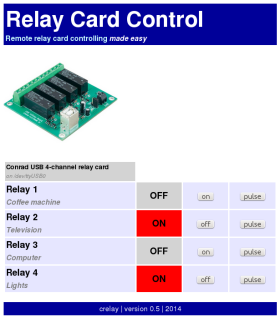 Relay Card Control
Remote relay card controlling made easy
Conrad USB 4-channel relay card
on /dev/ttyUSB0
Relay 1
Coffee machine
OFF
on
pulse
Relay 2
Television
ON
off
pulse
Relay 3
Computer
OFF
on
pulse
Relay 4
Lights
ON
off
pulse
crelay | version 0.5 | 2014